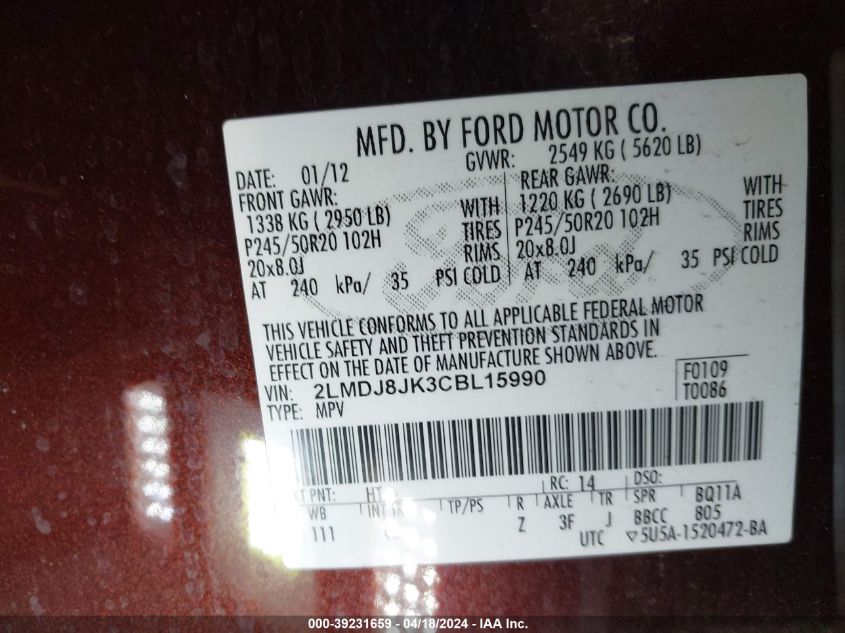 MFD. BY FORD MOTOR CO.
DATE: 01/12 GVWR: 2549 KG ( 5620 LB)
FRONT GAWR: REAR GAWR:
1338 KG ( 2950 LB) WITH 1220 KG ( 2690 LB) WITH
P245/50R20 102H TIRES P245/50R20 102H TIRES
20x8.0J RIMS 20x8.0J RIMS
AT 240 kPa/ 35 PSI COLD AT 240 kPa/ 35 PSI COLD
Ford
THIS VEHICLE CONFORMS TO ALL APPLICABLE FEDERAL MOTOR
VEHICLE SAFETY AND THEFT PREVENTION STANDARDS IN
EFFECT ON THE DATE OF MANUFACTURE SHOWN ABOVE.
VIN: 2LMDJ8JK3CBL15990 F0109
TYPE: MPV T0086
PNT: HT RC: 14 DSO:
WB INT TR TP/PS R AXLE TR SPR BQ11A
111 Z 3F J BBCC 805
UTC ▽5U5A-1520472-BA
000-39231659 - 04/18/2024 - IAA Inc.